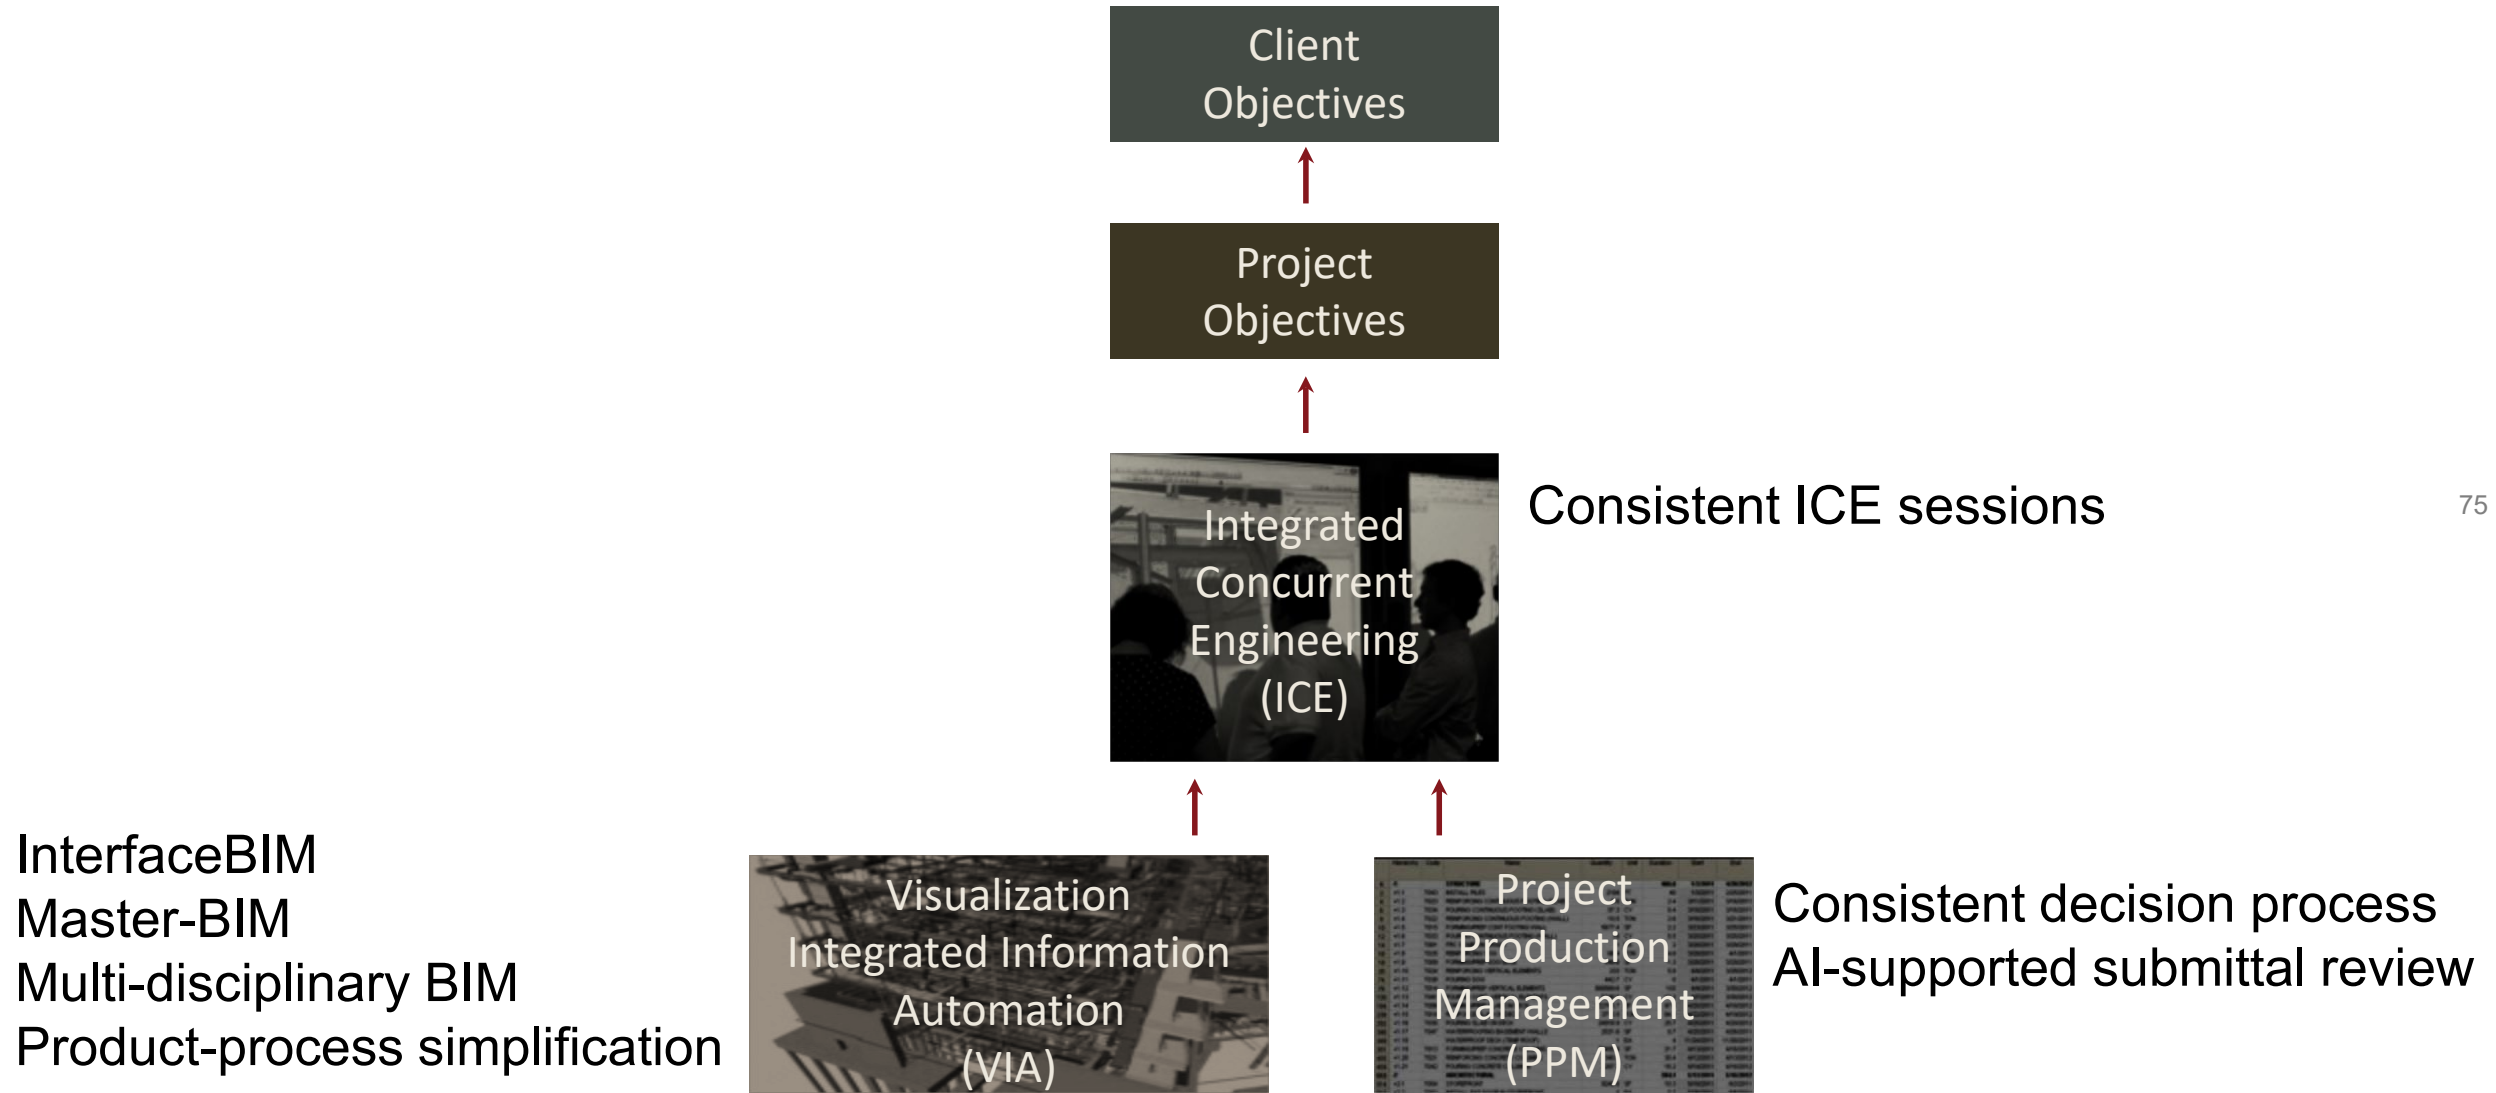 Client
Objectives
Project
Objectives
Integrated
Concurrent
Engineering
(ICE)
Consistent ICE sessions
75
InterfaceBIM
Master-BIM
Multi-disciplinary BIM
Product-process simplification
Visualization
Integrated Information
Automation
(VIA)
Project
Production
Management
(PPM)
Consistent decision process
AI-supported submittal review